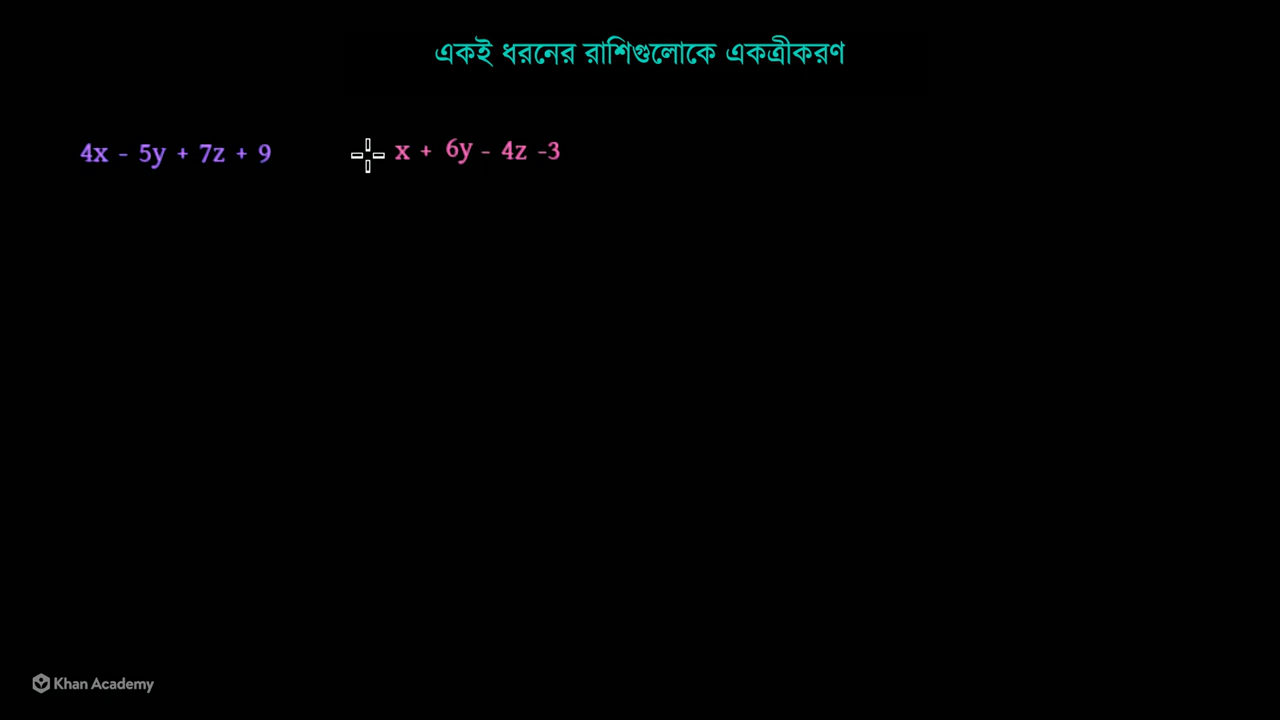 একই ধরনের রাশিগুলোকে একত্রীকরণ
4x - 5y + 7z + 9 x + 6y - 4z -3
Khan Academy